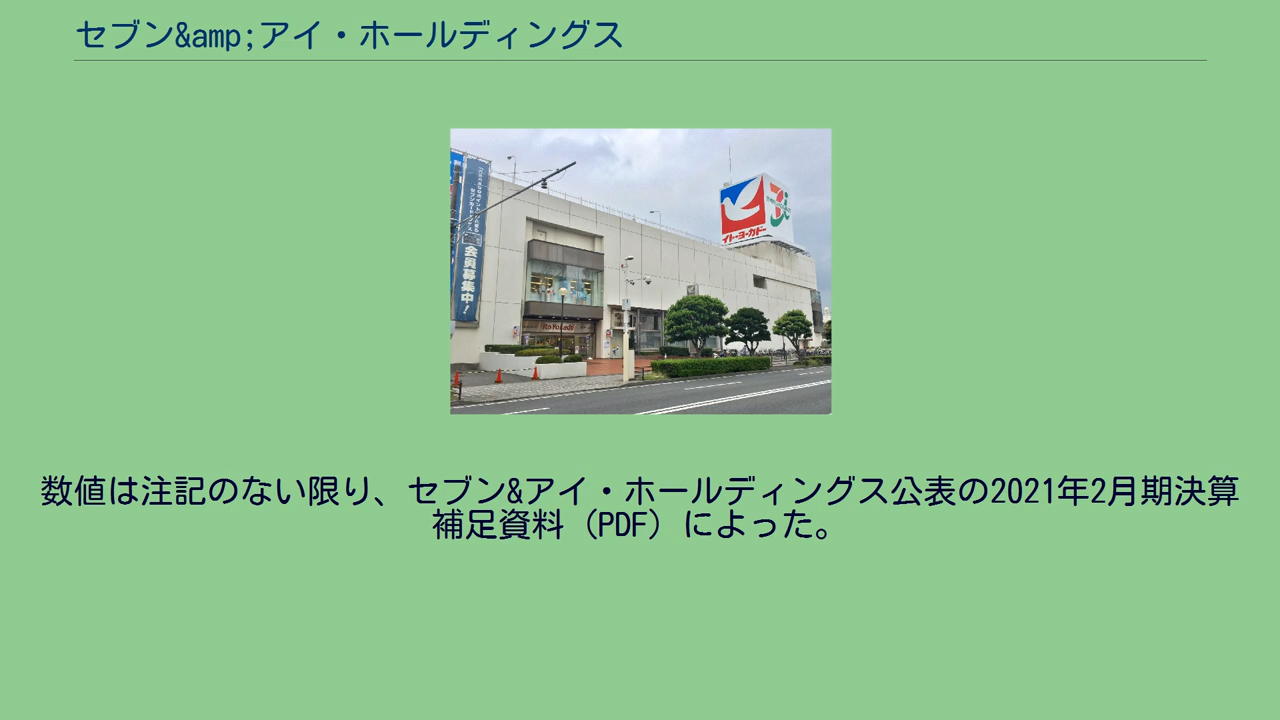 セブン&amp;アイ・ホールディングス
会員募集中!
イトーヨーカドー
Ito Yokado
数値は注記のない限り、セブン&アイ・ホールディングス公表の2021年2月期決算
補足資料（PDF）によった。